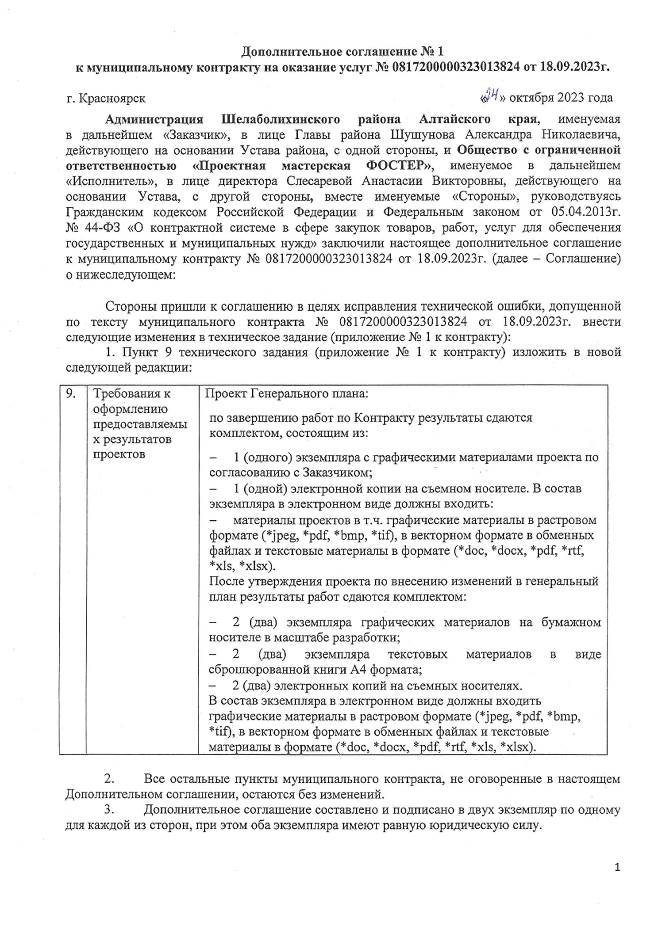 Дополнительное соглашение № 1
к муниципальному контракту на оказание услуг № 0817200000323013824 от 18.09.2023г.
г. Красноярск «24» октября 2023 года
Администрация Шелаболихинского района Алтайского края, именуемая
в дальнейшем «Заказчик», в лице Главы района Шушунова Александра Николаевича,
действующего на основании Устава района, с одной стороны, и Общество с ограниченной
ответственностью «Проектная мастерская ФОСТЕР», именуемое в дальнейшем
«Исполнитель», в лице директора Слесаревой Анастасии Викторовны, действующего на
основании Устава, с другой стороны, вместе именуемые «Стороны», руководствуясь
Гражданским кодексом Российской Федерации и Федеральным законом от 05.04.2013г.
№ 44-ФЗ «О контрактной системе в сфере закупок товаров, работ, услуг для обеспечения
государственных и муниципальных нужд» заключили настоящее дополнительное соглашение
к муниципальному контракту № 0817200000323013824 от 18.09.2023г. (далее – Соглашение)
о нижеследующем:
Стороны пришли к соглашению в целях исправления технической ошибки, допущенной
по тексту муниципального контракта № 0817200000323013824 от 18.09.2023г. внести
следующие изменения в техническое задание (приложение № 1 к контракту):
1. Пункт 9 технического задания (приложение № 1 к контракту) изложить в новой
следующей редакции:
9. Требования к
оформлению
предоставляемы
х результатов
проектов
Проект Генерального плана:
по завершению работ по Контракту результаты сдаются
комплектом, состоящим из:
– 1 (одного) экземпляра с графическими материалами проекта по
согласованию с Заказчиком;
– 1 (одной) электронной копии на съемном носителе. В состав
экземпляра в электронном виде должны входить:
– материалы проектов в т.ч. графические материалы в растровом
формате (*jpeg, *pdf, *bmp, *tif), в векторном формате в обменных
файлах и текстовые материалы в формате (*doc, *docx, *pdf, *rtf,
*xls, *xlsx).
После утверждения проекта по внесению изменений в генеральный
план результаты работ сдаются комплектом:
– 2 (два) экземпляра графических материалов на бумажном
носителе в масштабе разработки;
– 2 (два) экземпляра текстовых материалов в виде
сброшюрованной книги А4 формата;
– 2 (два) электронных копий на съемных носителях.
В состав экземпляра в электронном виде должны входить
графические материалы в растровом формате (*jpeg, *pdf, *bmp,
*tif), в векторном формате в обменных файлах и текстовые
материалы в формате (*doc, *docx, *pdf, *rtf, *xls, *xlsx).
2. Все остальные пункты муниципального контракта, не оговоренные в настоящем
Дополнительном соглашении, остаются без изменений.
3. Дополнительное соглашение составлено и подписано в двух экземпляр по одному
для каждой из сторон, при этом оба экземпляра имеют равную юридическую силу.
1